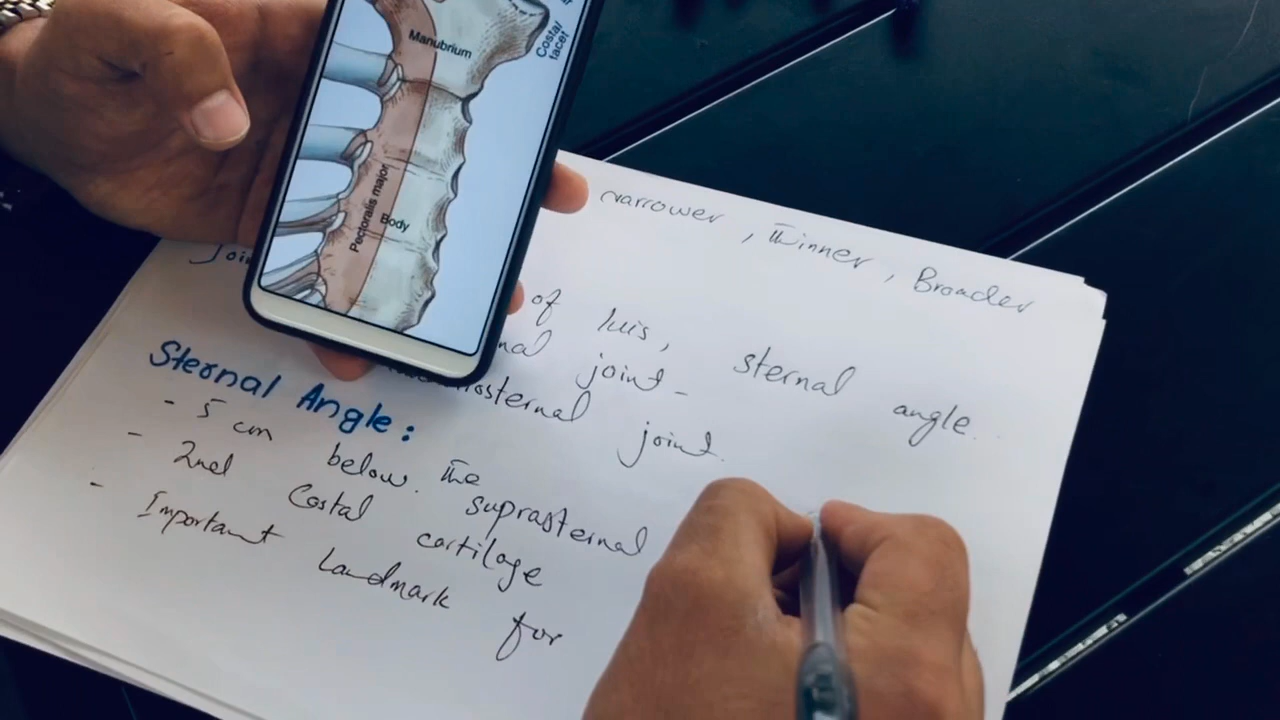 Manubrium
Costal
facet
Pectoralis major
Body
narrower, Thinner, Broader
of luis, sternal angle.
joint -
sternal joint.
Sternal Angle:
- 5 cm below. The suprasternal
- 2nd Costal cartilage
- Important Landmark for